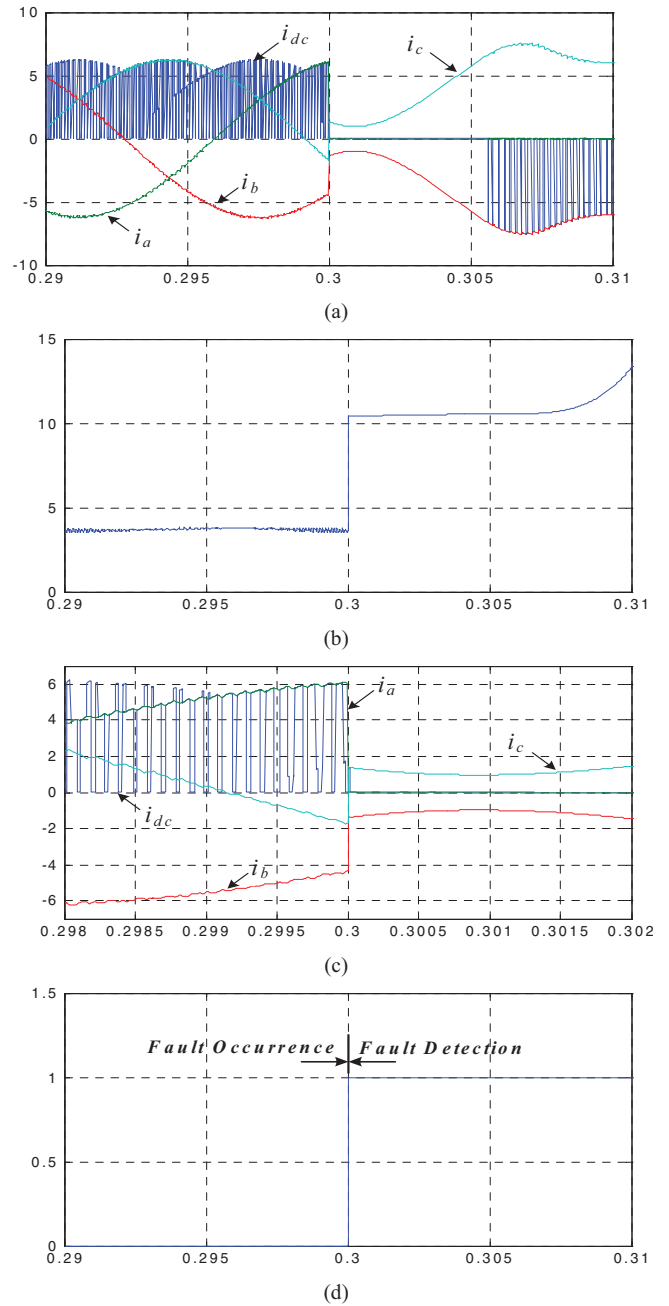 10
5
0
-5
-10
i_dc
i_c
i_b
i_a
0.29 0.295 0.3 0.305 0.31
(a)
15
10
5
0
0.29 0.295 0.3 0.305 0.31
(b)
6
4
2
0
-2
-4
-6
i_a
i_c
i_dc
i_b
0.298 0.2985 0.299 0.2995 0.3 0.3005 0.301 0.3015 0.302
(c)
1.5
1
0.5
0
Fault Occurrence Fault Detection
0.29 0.295 0.3 0.305 0.31
(d)